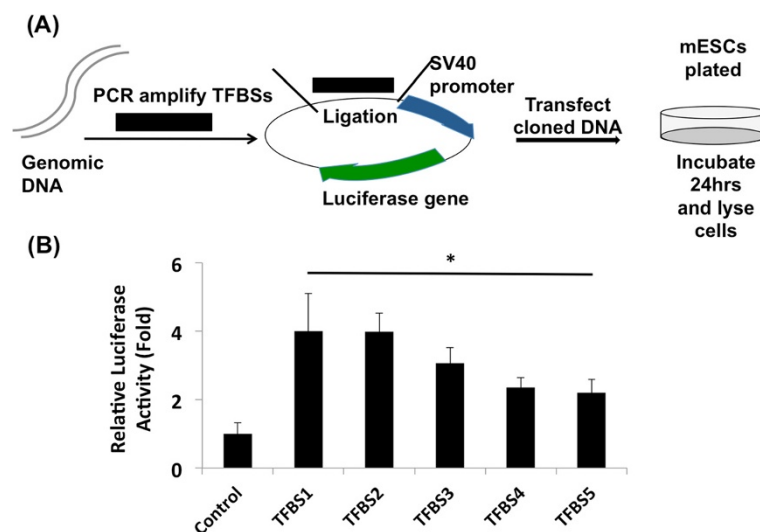 (A)
Genomic
DNA
PCR amplify TFBSs
Ligation
SV40
promoter
Luciferase gene
Transfect
cloned DNA
mESCs
plated
Incubate
24hrs
and lyse
cells
(B)
*
Relative Luciferase
Activity (Fold)
6
4
2
0
Control
TFBS1
TFBS2
TFBS3
TFBS4
TFBS5